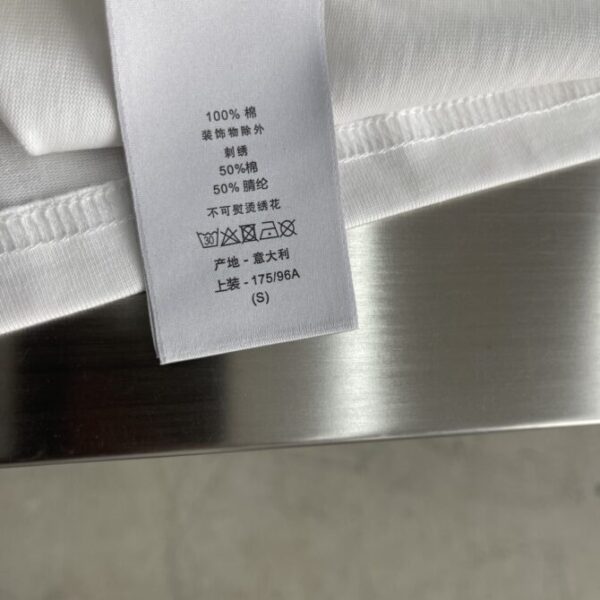 100% 棉
装饰物除外
刺绣
50%棉
50% 腈纶
不可熨烫绣花
30
产地 - 意大利
上装 - 175/96A
(S)